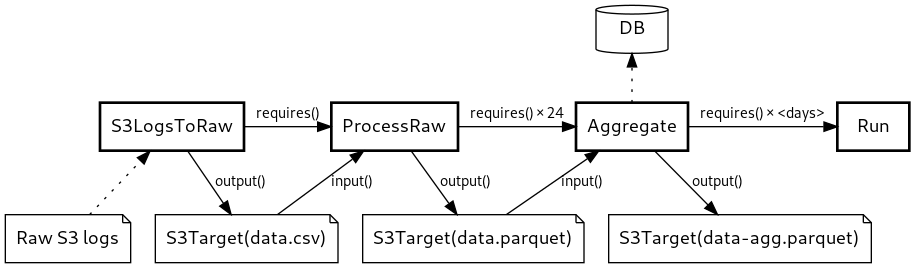 DB
requires()
requires() × 24
requires() × <days>
S3LogsToRaw
ProcessRaw
Aggregate
Run
output()
input()
output()
input()
output()
Raw S3 logs
S3Target(data.csv)
S3Target(data.parquet)
S3Target(data-agg.parquet)